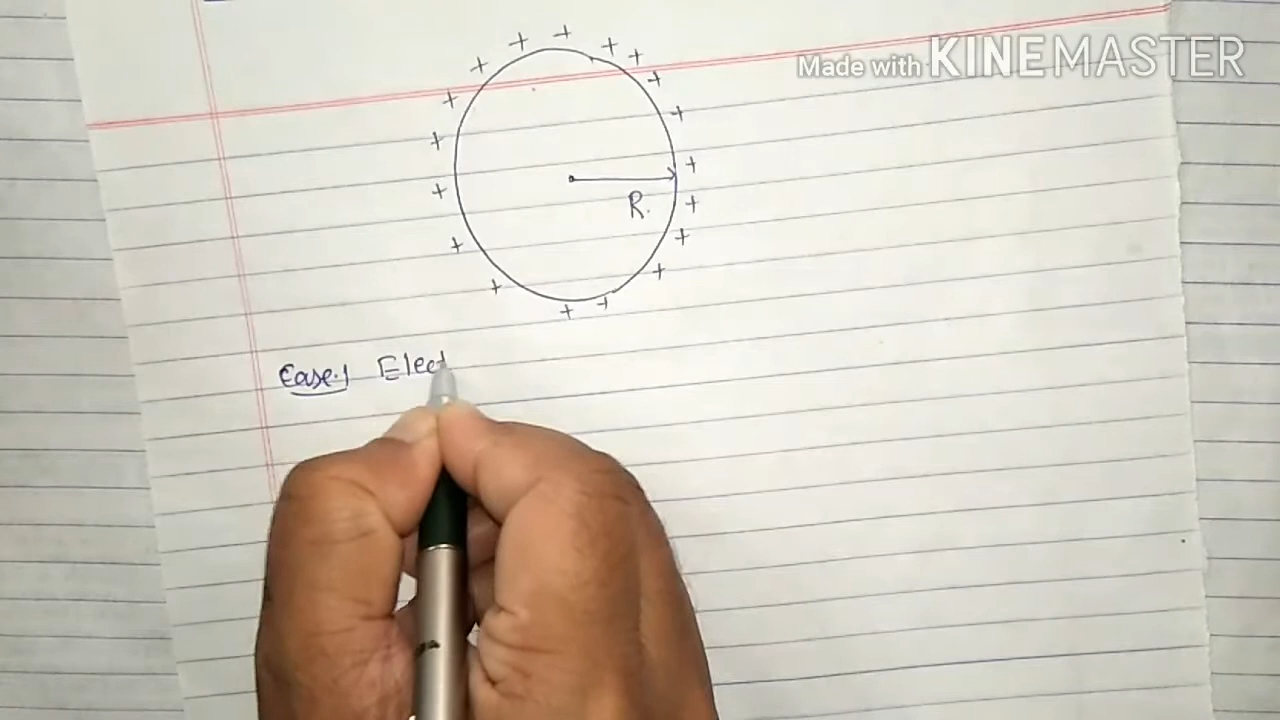 Made with KINEMASTER
+ + + + + + + + + + + + + + + + + + + +
R.
Case.1 Elect